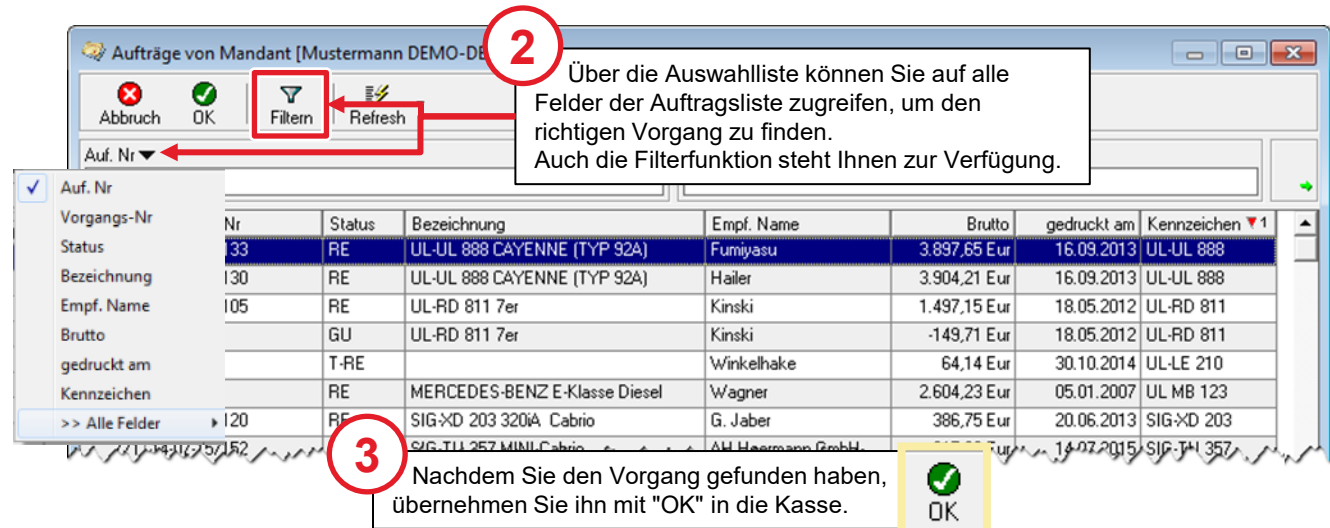 Aufträge von Mandant [Mustermann DEMO-DE
2
Über die Auswahlliste können Sie auf alle
Felder der Auftragsliste zugreifen, um den
richtigen Vorgang zu finden.
Auch die Filterfunktion steht Ihnen zur Verfügung.
Abbruch OK Filtern Refresh
Auf. Nr
Auf. Nr
Vorgangs-Nr
Status
Bezeichnung
Empf. Name
Brutto
gedruckt am
Kennzeichen
>> Alle Felder
Nr Status Bezeichnung Empf. Name Brutto gedruckt am Kennzeichen 1
133 RE UL-UL 888 CAYENNE (TYP 92A) Fumiyasu 3.897,65 Eur 16.09.2013 UL-UL 888
130 RE UL-UL 888 CAYENNE (TYP 92A) Hailer 3.904,21 Eur 16.09.2013 UL-UL 888
105 RE UL-RD 811 7er Kinski 1.497,15 Eur 18.05.2012 UL-RD 811
GU UL-RD 811 7er Kinski -149,71 Eur 18.05.2012 UL-RD 811
T-RE Winkelhake 64,14 Eur 30.10.2014 UL-LE 210
RE MERCEDES-BENZ E-Klasse Diesel Wagner 2.604,23 Eur 05.01.2007 UL MB 123
120 RE SIG-XD 203 320iA Cabrio G. Jaber 386,75 Eur 20.06.2013 SIG-XD 203
SIG-TU 357 MINI-Cabrio AH Heermann GmbH
3
Nachdem Sie den Vorgang gefunden haben,
übernehmen Sie ihn mit "OK" in die Kasse.
OK